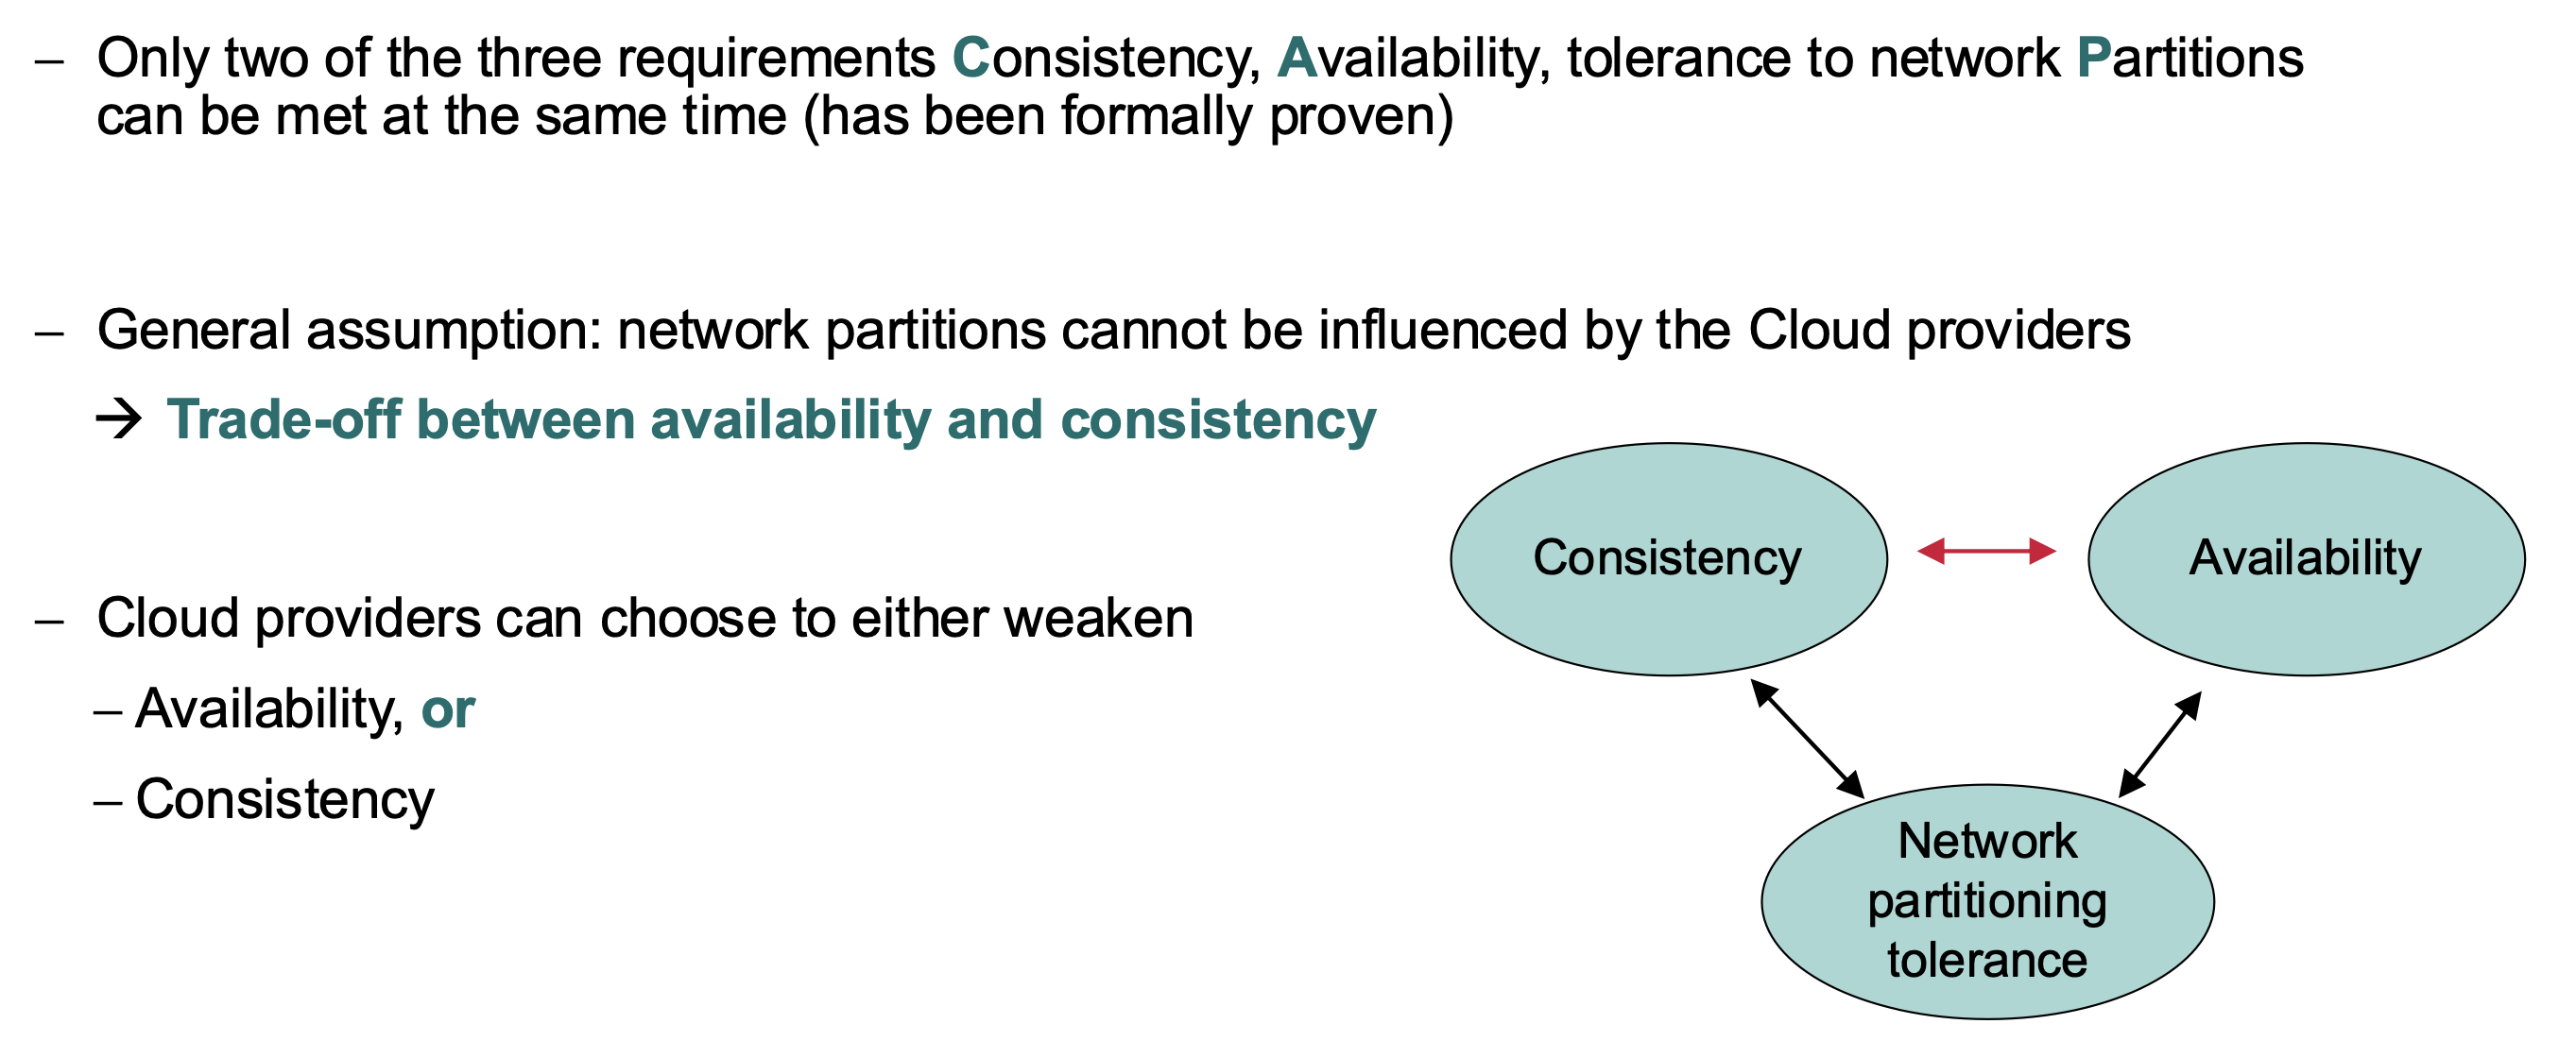 – Only two of the three requirements Consistency, Availability, tolerance to network Partitions
can be met at the same time (has been formally proven)
– General assumption: network partitions cannot be influenced by the Cloud providers
→ Trade-off between availability and consistency
– Cloud providers can choose to either weaken
– Availability, or
– Consistency
Consistency
Availability
Network
partitioning
tolerance